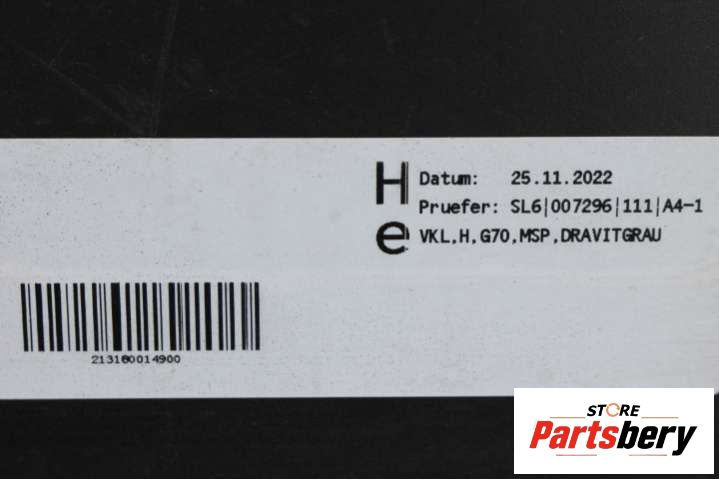 H
Datum: 25.11.2022
Pruefer: SL6|007296|111|A4-1
e
VKL,H,G70,MSP,DRAVITGRAU
213160014900
STORE
Partsbery